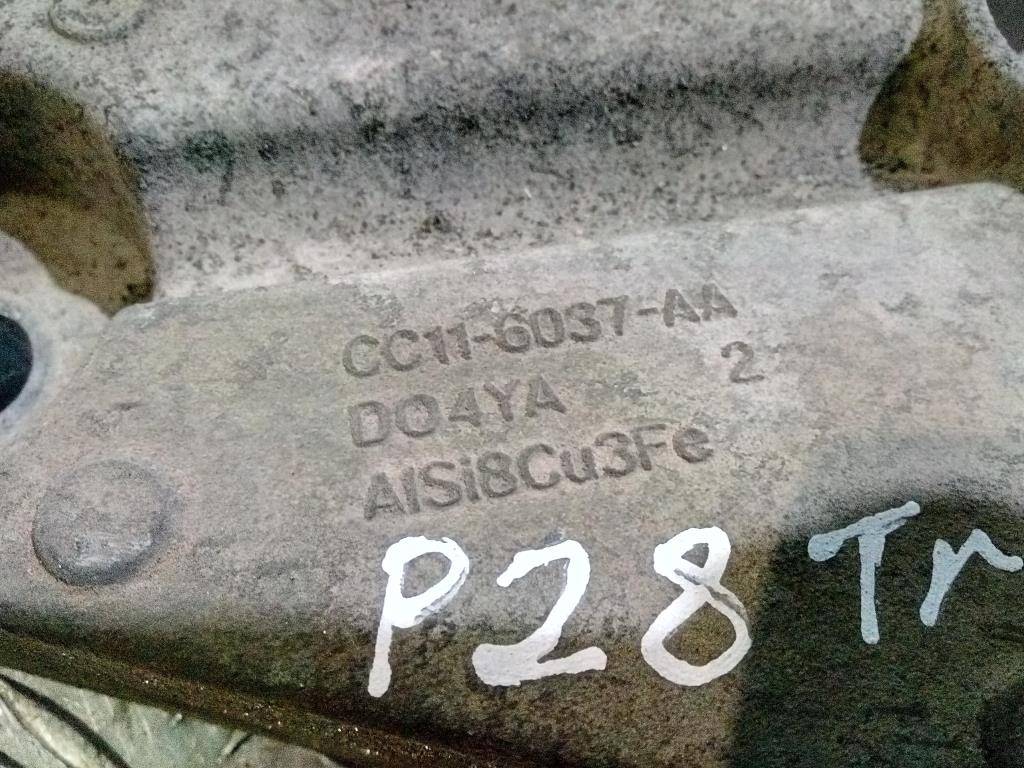 CC11-6037-AA
DO4YA 2
AlSi8Cu3Fe
P28 Tr